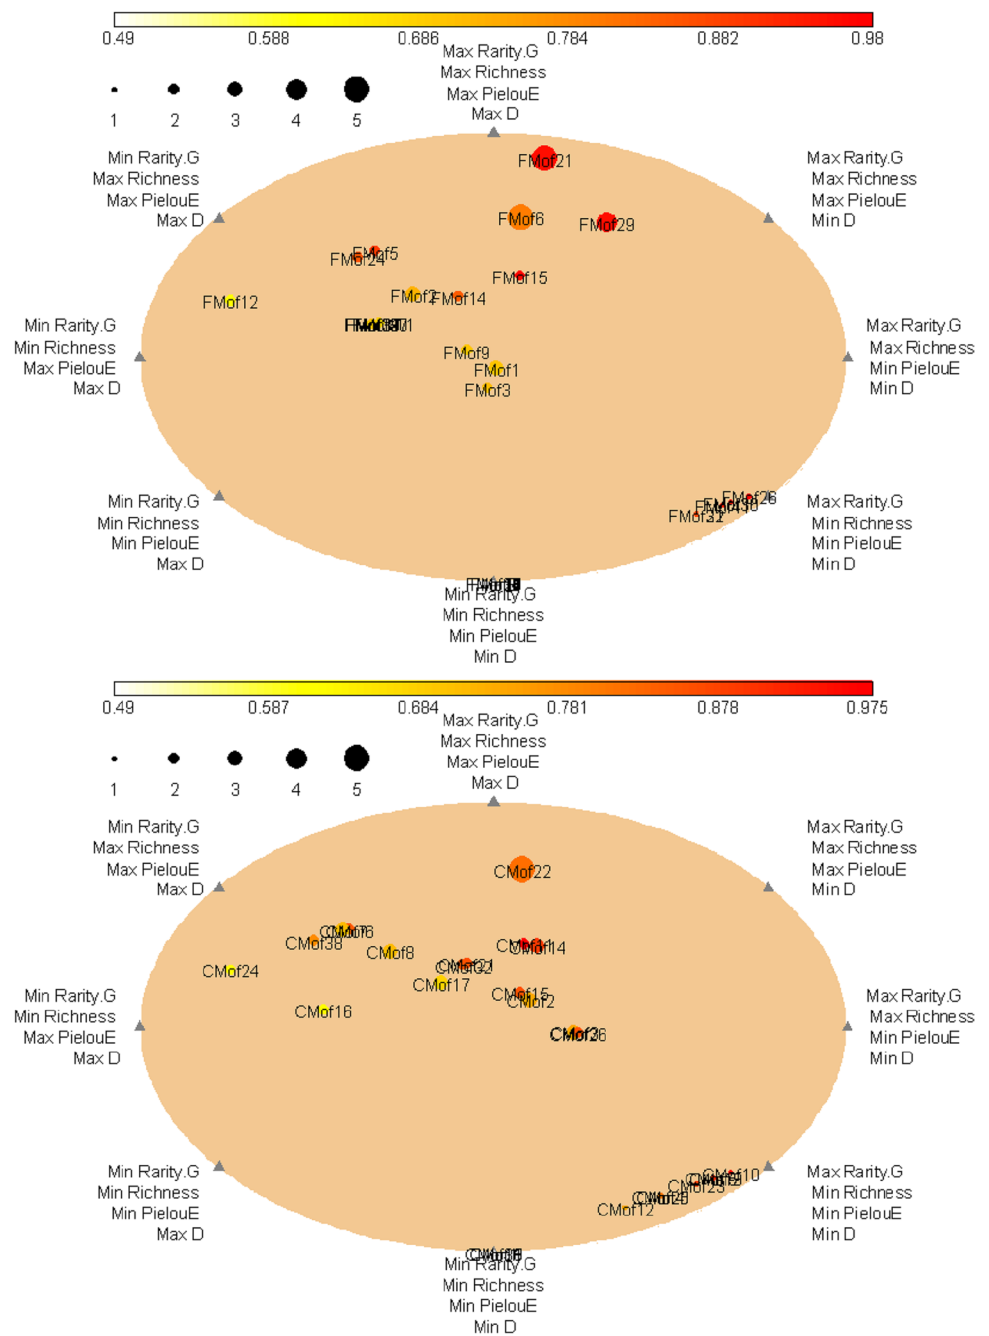 0.49 0.588 0.686 0.784 0.882 0.98
Max Rarity.G
Max Richness
Max PielouE
Max D
1 2 3 4 5
Min Rarity.G
Max Richness
Max PielouE
Max D
Max Rarity.G
Max Richness
Max PielouE
Min D
FMof21
FMof6
FMof29
FMof5
FMof24
FMof15
FMof2
FMof14
FMof12
Min Rarity.G
Min Richness
Max PielouE
Max D
Max Rarity.G
Max Richness
Min PielouE
Min D
FMof9
FMof1
FMof3
Min Rarity.G
Min Richness
Min PielouE
Max D
FMof26
Max Rarity.G
Min Richness
Min PielouE
Min D
Min Rarity.G
Min Richness
Min PielouE
Min D
0.49 0.587 0.684 0.781 0.878 0.975
Max Rarity.G
Max Richness
Max PielouE
Max D
1 2 3 4 5
Min Rarity.G
Max Richness
Max PielouE
Max D
Max Rarity.G
Max Richness
Max PielouE
Min D
CMof22
CMof38
CMof8
CMof14
CMof24
CMof17
CMof15
CMof2
CMof16
Min Rarity.G
Min Richness
Max PielouE
Max D
Max Rarity.G
Max Richness
Min PielouE
Min D
Min Rarity.G
Min Richness
Min PielouE
Max D
CMof10
CMof23
CMof12
Max Rarity.G
Min Richness
Min PielouE
Min D
Min Rarity.G
Min Richness
Min PielouE
Min D